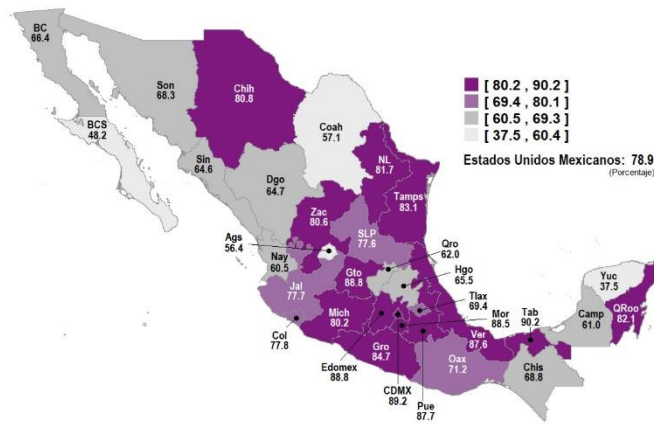 BC
66.4
Son
68.3
Chih
80.8
BCS
48.2
Coah
57.1
Sin
64.6
Dgo
64.7
NL
81.7
Tamps
83.1
Zac
80.6
SLP
77.6
Ags
56.4
Nay
60.5
Jal
77.7
Gto
88.8
Qro
62.0
Hgo
65.5
Tlax
69.4
Mich
80.2
Col
77.8
Edomex
88.8
Gro
84.7
CDMX
89.2
Pue
87.7
Mor
88.5
Ver
87.6
Oax
71.2
Tab
90.2
Chis
68.8
Camp
61.0
Yuc
37.5
QRoo
82.1
[ 80.2 , 90.2 ]
[ 69.4 , 80.1 ]
[ 60.5 , 69.3 ]
[ 37.5 , 60.4 ]
Estados Unidos Mexicanos: 78.9
(Porcentaje)